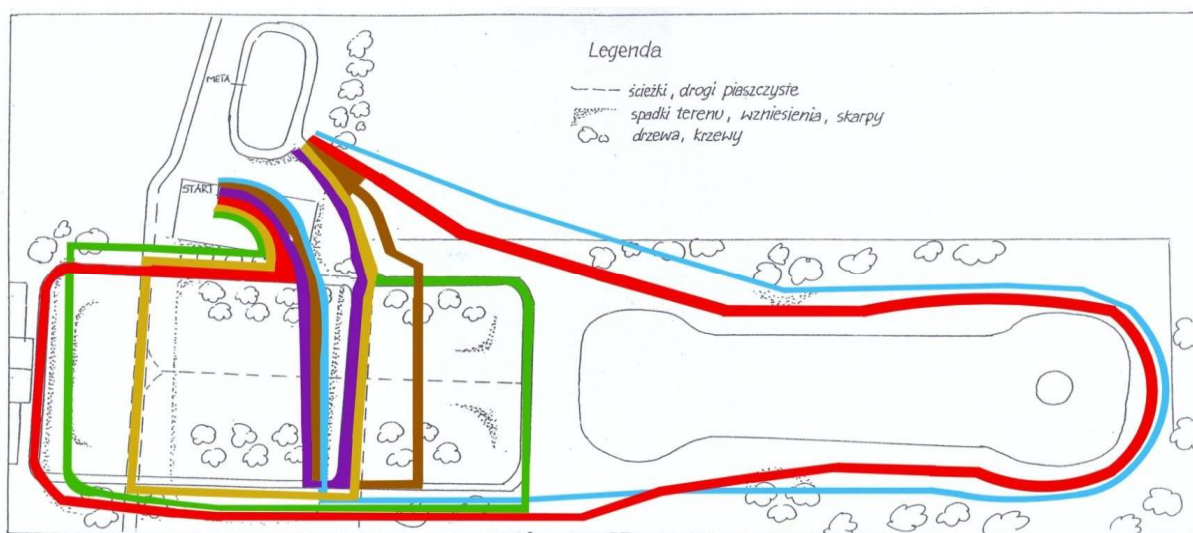 Legenda
META
ścieżki, drogi piaszczyste
spadki terenu, wzniesienia, skarpy
drzewa, krzewy
START